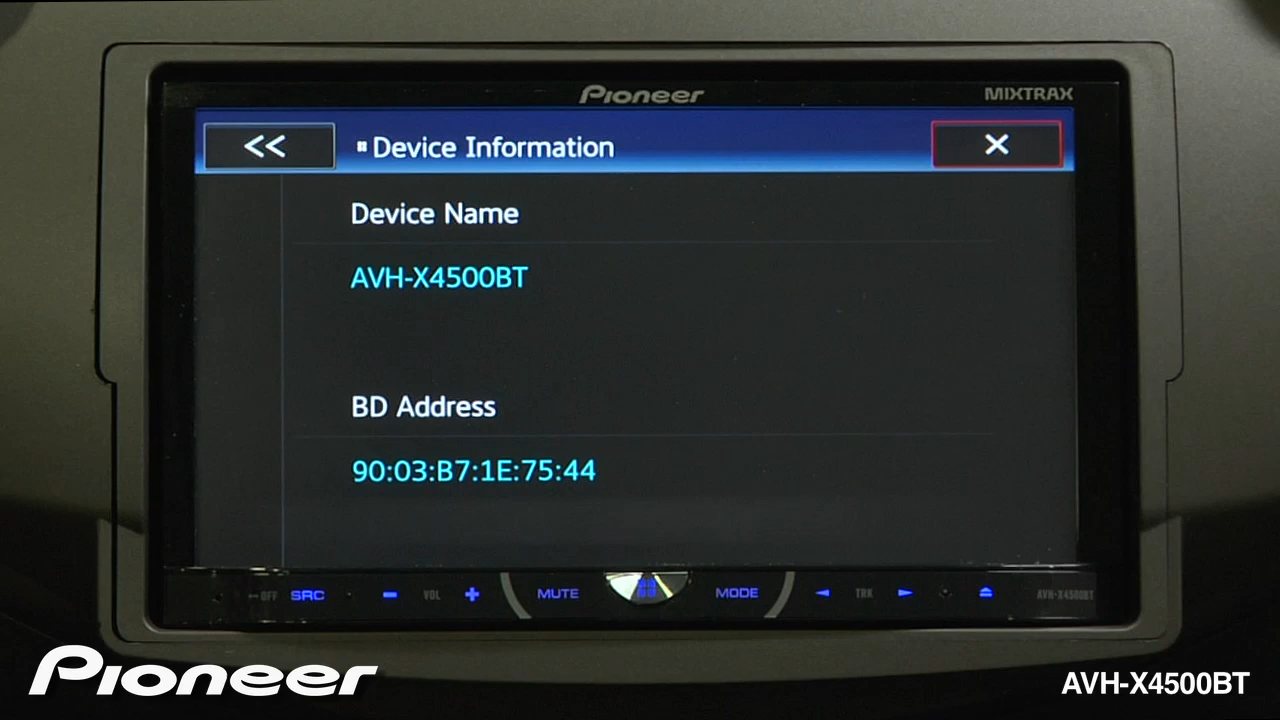 Pioneer
MIXTRAX
<< Device Information ×
Device Name
AVH-X4500BT
BD Address
90:03:B7:1E:75:44
OFF SRC - VOL + MUTE MODE ◄ TRK ► AVH-X4500BT
Pioneer
AVH-X4500BT